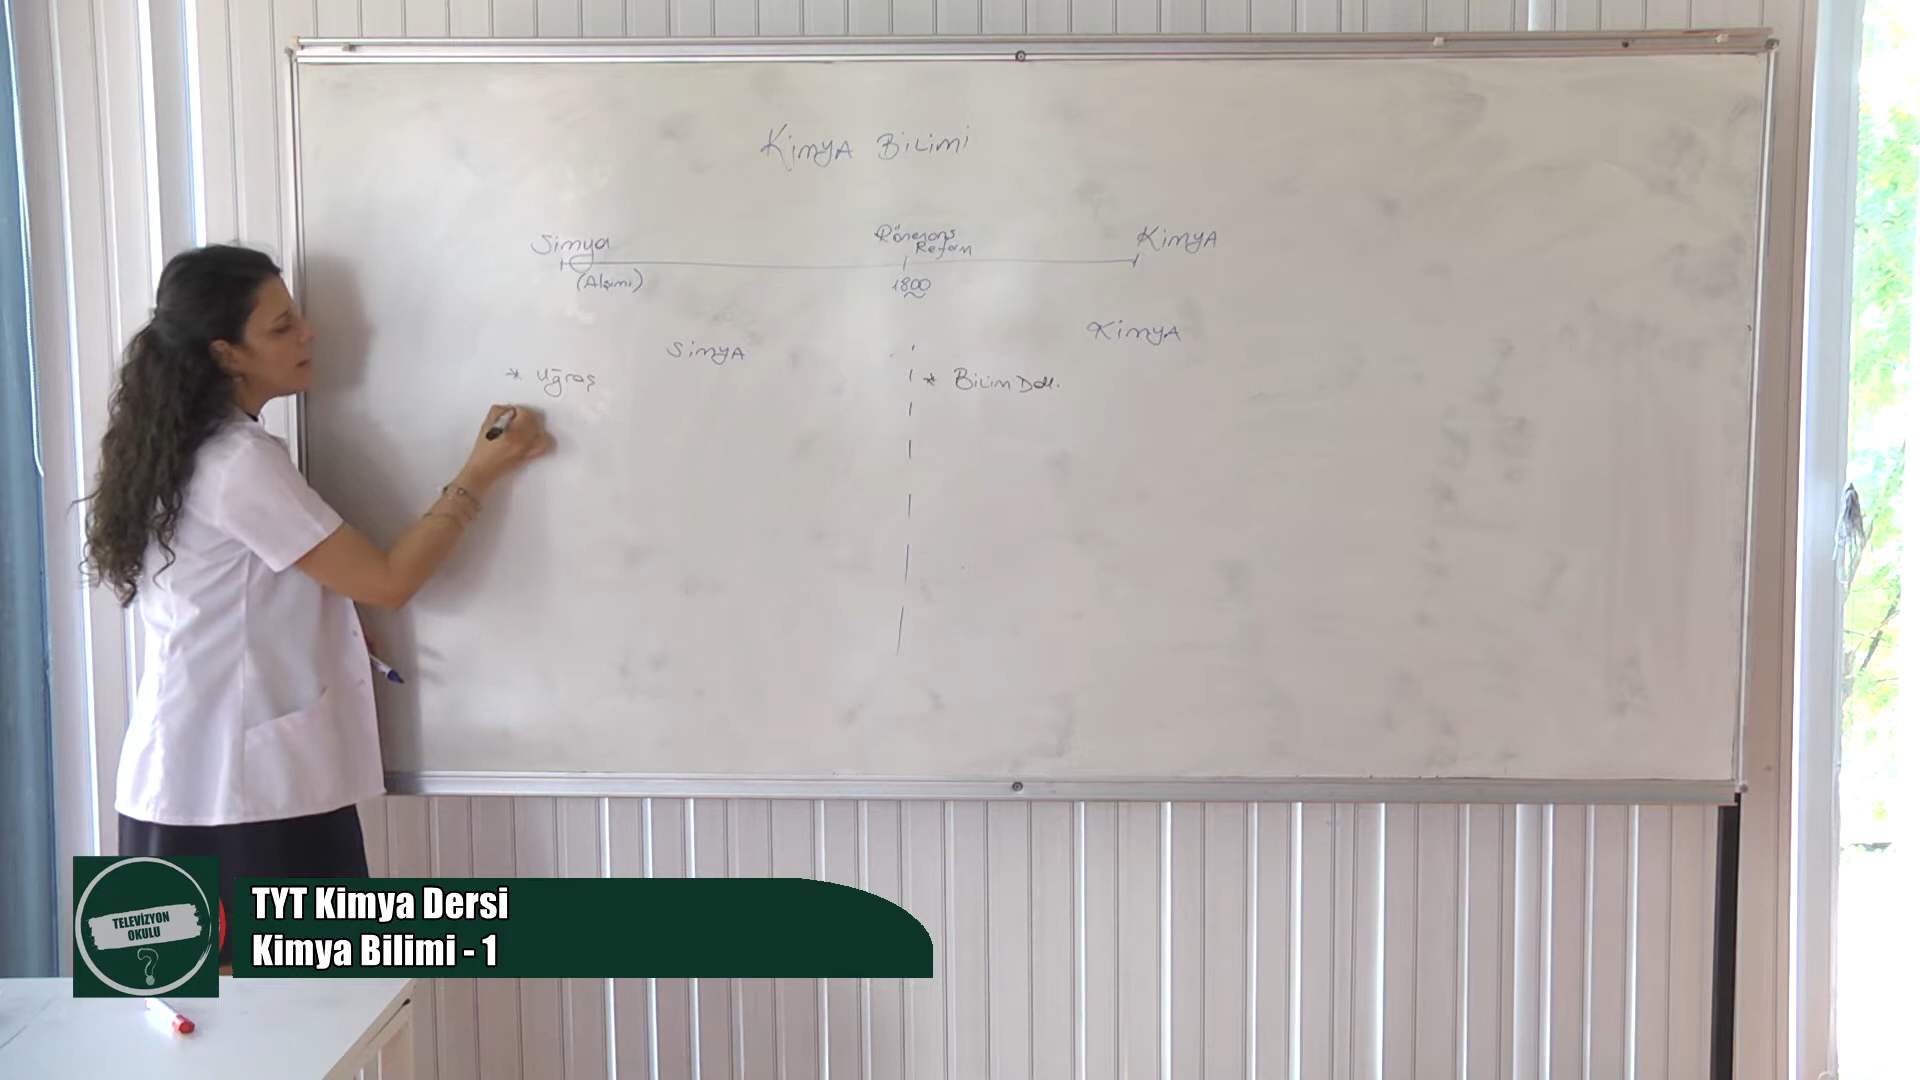 KimyA BiLimi
Simya
Rönesans
Reform
KimyA
(Alşimi)
1800
SimyA
KimyA
* Uğraş
* BiLim Dalı.
TELEVİZYON
OKULU
?
TYT Kimya Dersi
Kimya Bilimi - 1